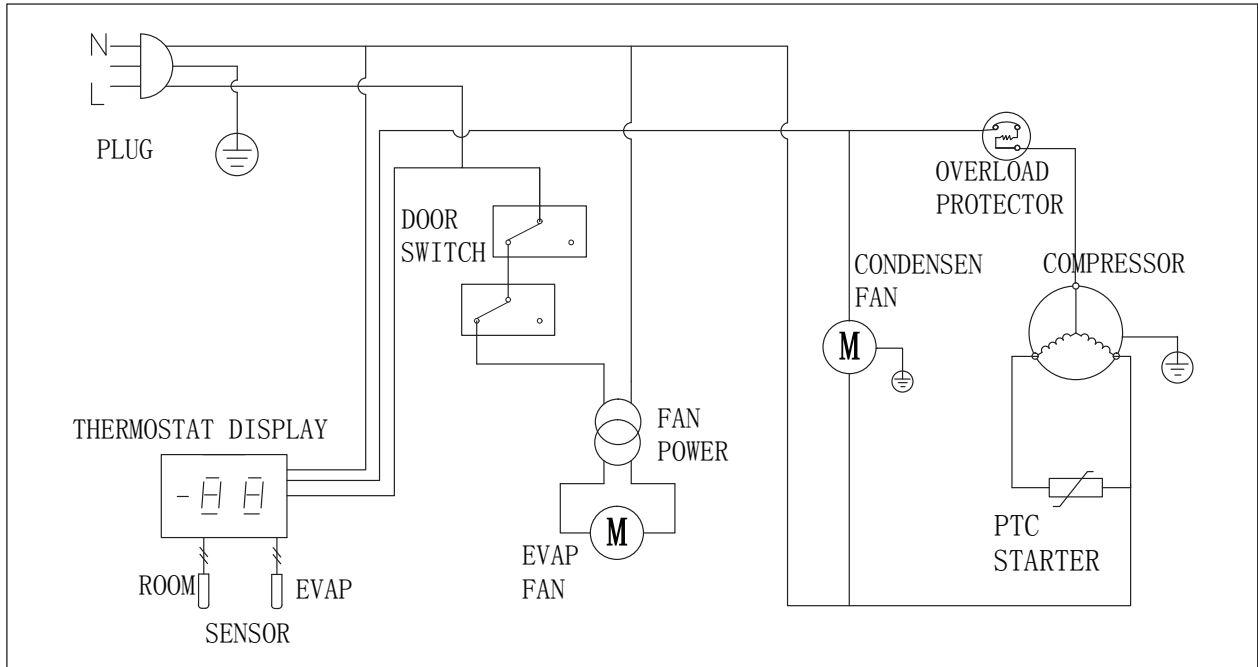 N
L
PLUG
OVERLOAD
PROTECTOR
DOOR
SWITCH
CONDENSEN
FAN
COMPRESSOR
M
THERMOSTAT DISPLAY
-88
FAN
POWER
M
EVAP
FAN
PTC
STARTER
ROOM
EVAP
SENSOR